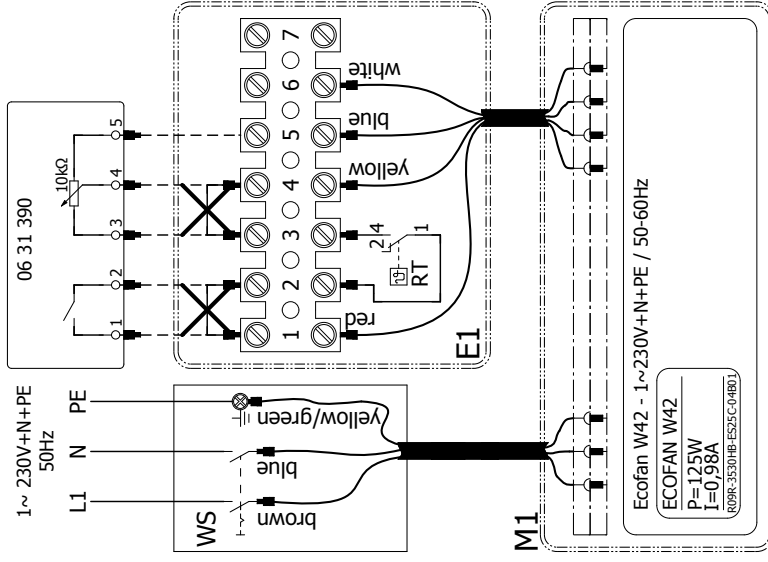 1~ 230V+N+PE
50Hz
L1
N
PE
WS
brown
blue
yellow/green
06 31 390
10kΩ
1
2
3
4
5
1
2
3
4
5
6
7
red
yellow
blue
white
ϑ
RT
2
4
1
E1
M1
Ecofan W42 - 1~230V+N+PE / 50-60Hz
ECOFAN W42
P=125W
I=0,98A
R09R-3530HB-ES25C-04B01